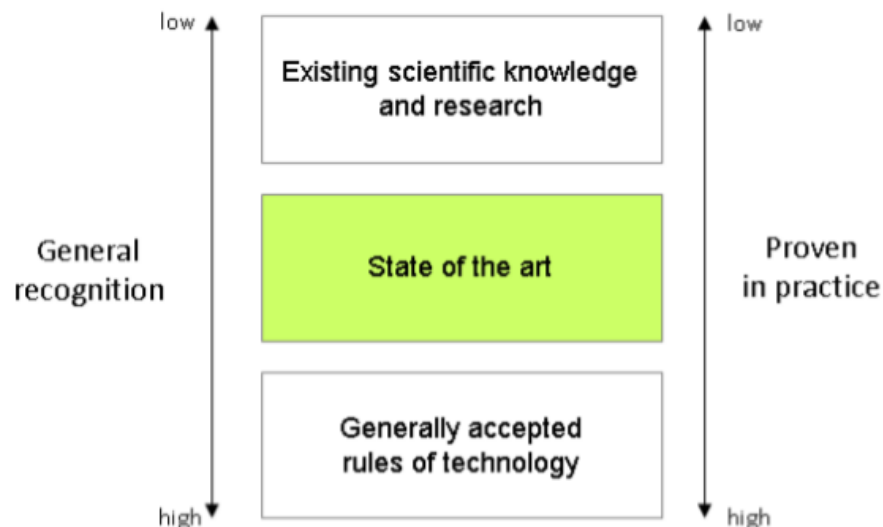 low
low
Existing scientific knowledge
and research
General
recognition
State of the art
Proven
in practice
Generally accepted
rules of technology
high
high